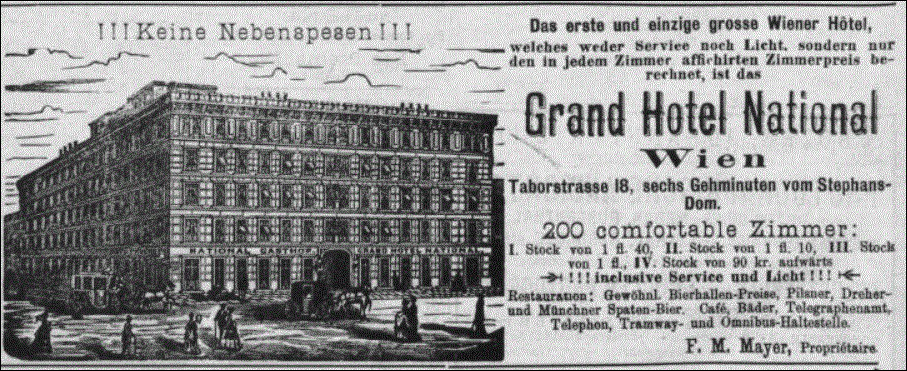 !!! Keine Nebenspesen !!!
NATIONAL GASTHOF GRAND HOTEL NATIONAL
Das erste und einzige grosse Wiener Hôtel,
welches weder Service noch Licht, sondern nur
den in jedem Zimmer affichirten Zimmerpreis be-
rechnet, ist das
Grand Hotel National
Wien
Taborstrasse 18, sechs Gehminuten vom Stephans-
Dom.
200 comfortable Zimmer:
I. Stock von 1 fl. 40, II. Stock von 1 fl. 10, III. Stock
von 1 fl., IV. Stock von 90 kr. aufwärts
!!! inclusive Service und Licht!!!
Restauration: Gewöhnl. Bierhallen-Preise, Pilsner, Dreher-
und Münchner Spaten-Bier. Café, Bäder, Telegraphenamt,
Telephon, Tramway- und Omnibus-Haltestelle.
F. M. Mayer, Propriétaire.